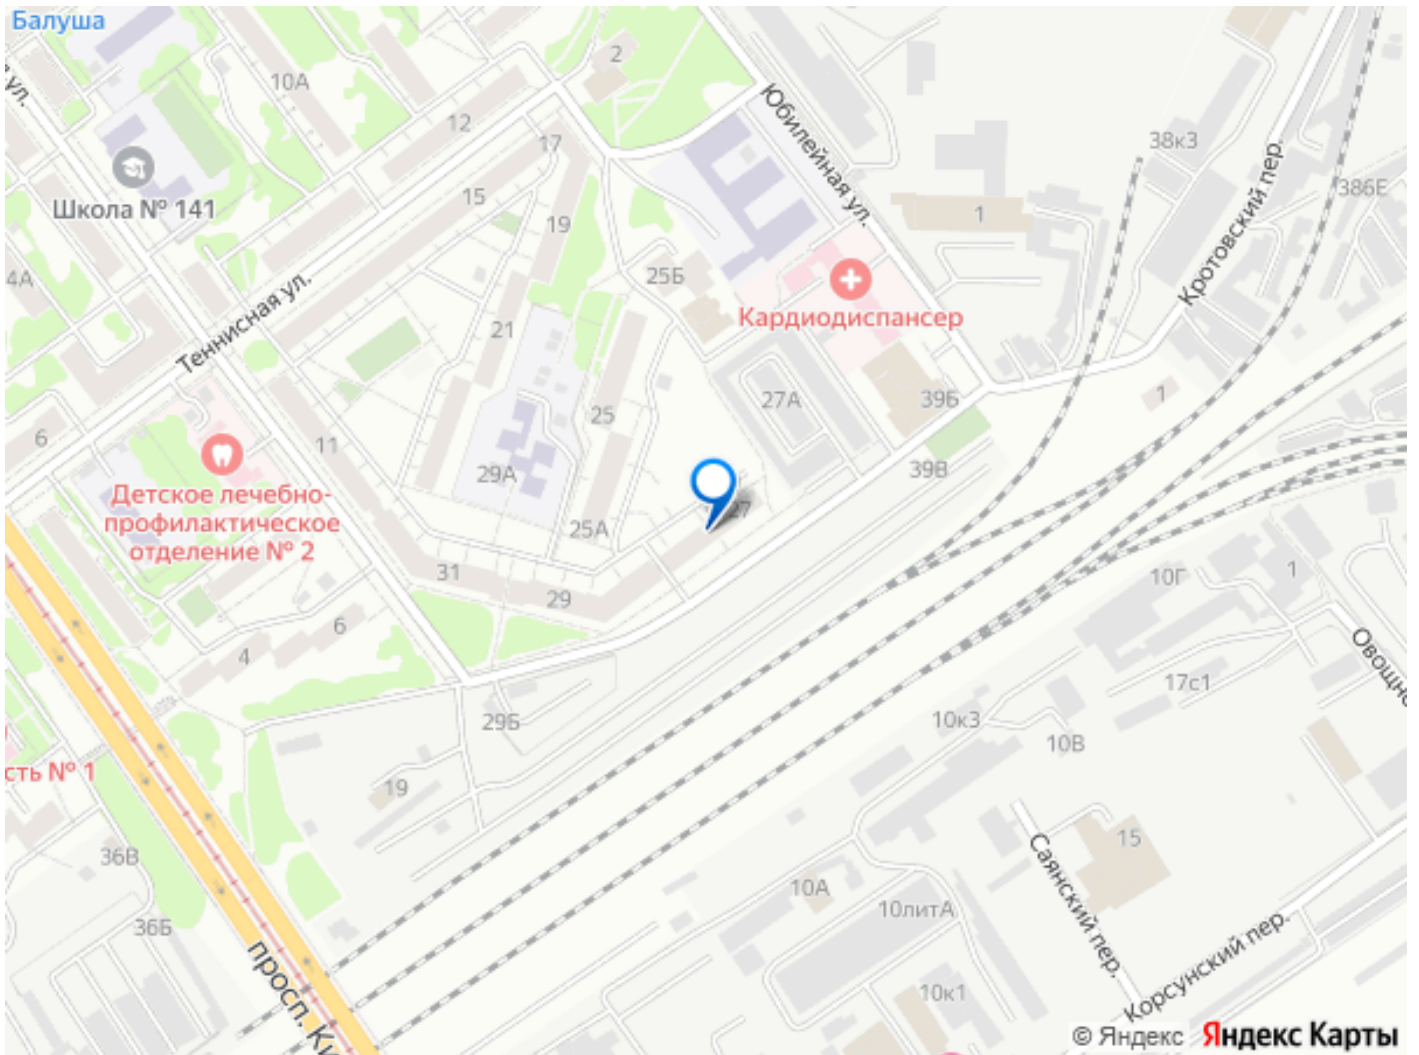 Балуша
2
10А
12
17
Юбилейная ул.
38к3
386Е
Школа № 141
15
19
1
Кротовский пер.
4А
25Б
Кардиодиспансер
Теннисная ул.
21
25
27А
39Б
1
6
11
29А
39В
Детское лечебно-
профилактическое
отделение № 2
25А
27
31
29
10Г
1
6
4
17с1
29Б
10к3
10В
сть № 1
19
36В
15
Саянский пер.
10А
10литА
36Б
просп. Ки
10к1
Корсунский пер.
© Яндекс Яндекс Карты